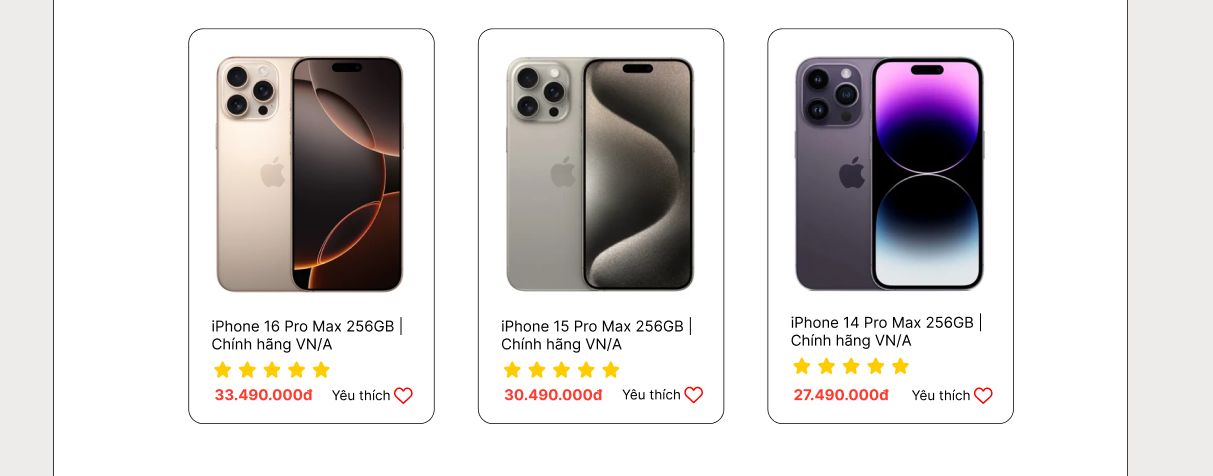 iPhone 16 Pro Max 256GB |
Chính hãng VN/A
33.490.000đ Yêu thích
iPhone 15 Pro Max 256GB |
Chính hãng VN/A
30.490.000đ Yêu thích
iPhone 14 Pro Max 256GB |
Chính hãng VN/A
27.490.000đ Yêu thích